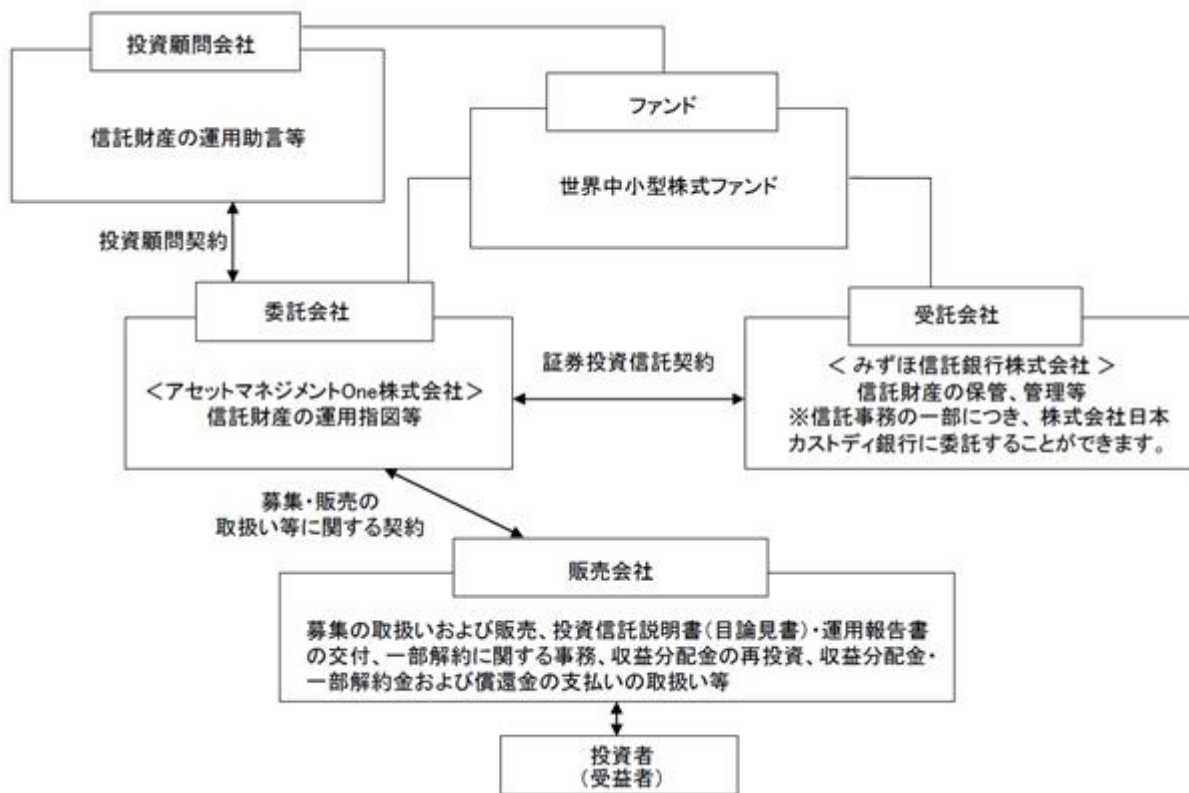 投資顧問会社
信託財産の運用助言等
ファンド
世界中小型株式ファンド
投資顧問契約
委託会社
＜アセットマネジメントOne株式会社＞
信託財産の運用指図等
証券投資信託契約
受託会社
＜ みずほ信託銀行株式会社 ＞
信託財産の保管、管理等
※信託事務の一部につき、株式会社日本
カストディ銀行に委託することができます。
募集・販売の
取扱い等に関する契約
販売会社
募集の取扱いおよび販売、投資信託説明書（目論見書）・運用報告書
の交付、一部解約に関する事務、収益分配金の再投資、収益分配金・
一部解約金および償還金の支払いの取扱い等
投資者
（受益者）